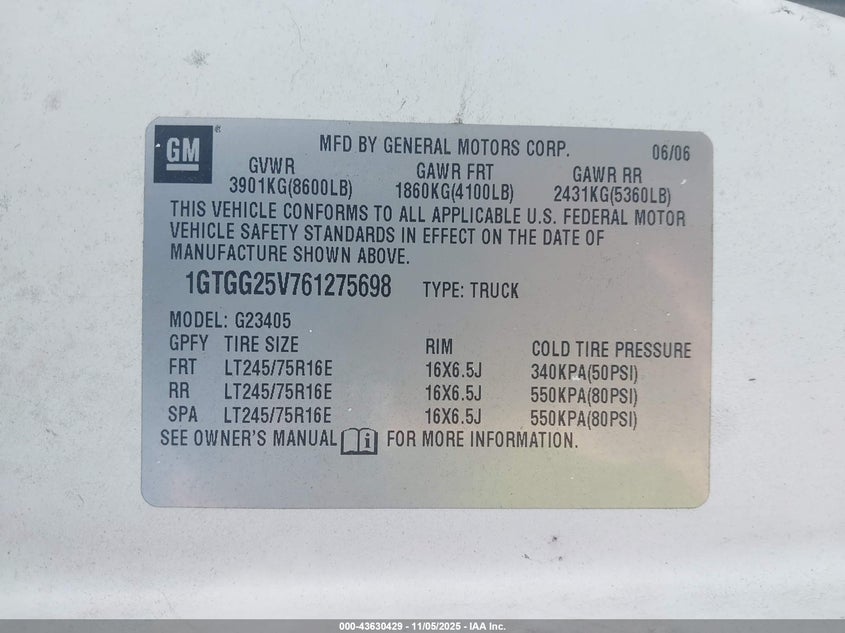 GM ®
MFD BY GENERAL MOTORS CORP. 06/06
GVWR GAWR FRT GAWR RR
3901KG(8600LB) 1860KG(4100LB) 2431KG(5360LB)
THIS VEHICLE CONFORMS TO ALL APPLICABLE U.S. FEDERAL MOTOR
VEHICLE SAFETY STANDARDS IN EFFECT ON THE DATE OF
MANUFACTURE SHOWN ABOVE.
1GTGG25V761275698 TYPE: TRUCK
MODEL: G23405
GPFY TIRE SIZE RIM COLD TIRE PRESSURE
FRT LT245/75R16E 16X6.5J 340KPA(50PSI)
RR LT245/75R16E 16X6.5J 550KPA(80PSI)
SPA LT245/75R16E 16X6.5J 550KPA(80PSI)
SEE OWNER'S MANUAL FOR MORE INFORMATION.
000-43630429 - 11/05/2025 - IAA Inc.